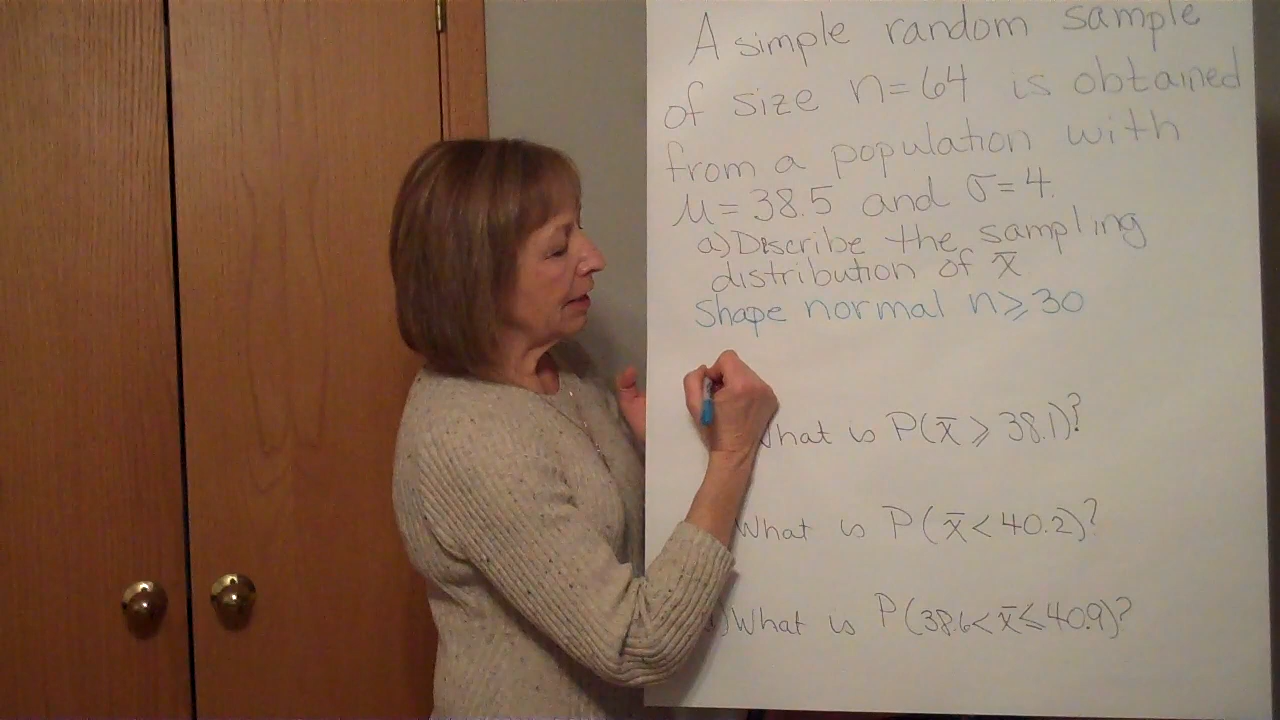 A simple random sample
of size n=64 is obtained
from a population with
μ=38.5 and σ=4.
a) Describe the sampling
distribution of x̄
Shape normal n⩾30
What is P(x̄ ⩾ 38.1)?
What is P(x̄ < 40.2)?
)What is P(38.6<x̄⩽40.9)?